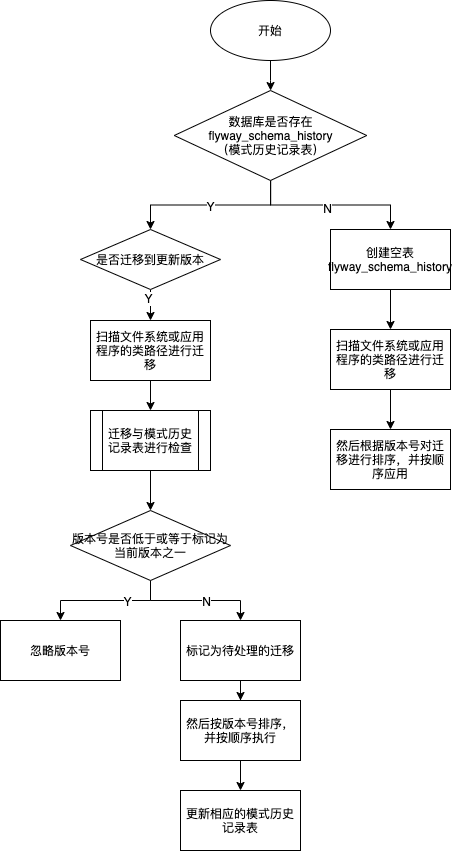 开始
数据库是否存在
flyway_schema_history
（模式历史记录表）
Y
N
是否迁移到更新版本
创建空表
flyway_schema_history
Y
扫描文件系统或应用
程序的类路径进行迁
移
扫描文件系统或应用
程序的类路径进行迁
移
迁移与模式历史
记录表进行检查
然后根据版本号对迁
移进行排序，并按顺
序应用
版本号是否低于或等于标记为
当前版本之一
Y
N
忽略版本号
标记为待处理的迁移
然后按版本号排序，
并按顺序执行
更新相应的模式历史
记录表